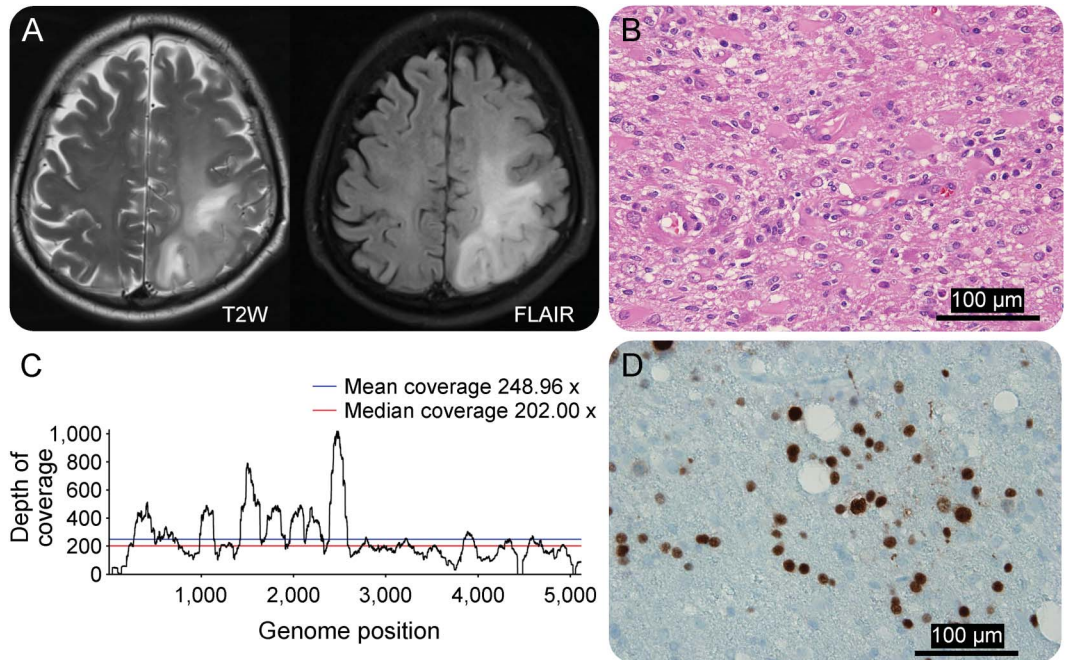 A
T2W
FLAIR
B
100 µm
C
Mean coverage 248.96 x
Median coverage 202.00 x
Depth of
coverage
1,000
800
600
400
200
0
1,000
2,000
3,000
4,000
5,000
Genome position
D
100 µm